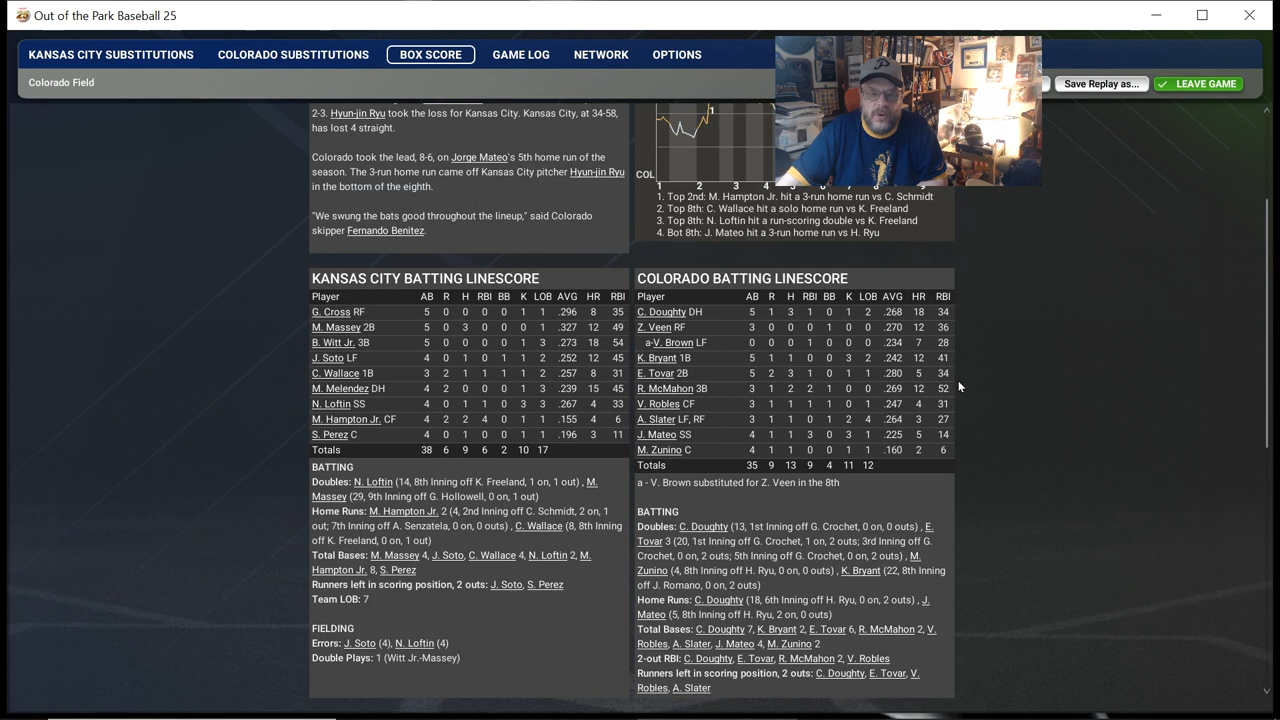 Out of the Park Baseball 25
KANSAS CITY SUBSTITUTIONS COLORADO SUBSTITUTIONS BOX SCORE GAME LOG NETWORK OPTIONS
Colorado Field
Save Replay as... LEAVE GAME
2-3. Hyun-jin Ryu took the loss for Kansas City. Kansas City, at 34-58,
has lost 4 straight.
Colorado took the lead, 8-6, on Jorge Mateo's 5th home run of the
season. The 3-run home run came off Kansas City pitcher Hyun-jin Ryu
in the bottom of the eighth.
"We swung the bats good throughout the lineup," said Colorado
skipper Fernando Benitez.
1
COL
1 2 3 4
1. Top 2nd: M. Hampton Jr. hit a 3-run home run vs C. Schmidt
2. Top 8th: C. Wallace hit a solo home run vs K. Freeland
3. Top 8th: N. Loftin hit a run-scoring double vs K. Freeland
4. Bot 8th: J. Mateo hit a 3-run home run vs H. Ryu
KANSAS CITY BATTING LINESCORE
Player AB R H RBI BB K LOB AVG HR RBI
G. Cross RF 5 0 0 0 0 1 1 .296 8 35
M. Massey 2B 5 0 3 0 0 0 1 .327 12 49
B. Witt Jr. 3B 5 0 0 0 0 1 3 .273 18 54
J. Soto LF 4 0 1 0 1 1 2 .252 12 45
C. Wallace 1B 3 2 1 1 1 1 2 .257 8 31
M. Melendez DH 4 2 0 0 0 1 3 .239 15 45
N. Loftin SS 4 0 1 1 0 3 3 .267 4 33
M. Hampton Jr. CF 4 2 2 4 0 1 1 .155 4 6
S. Perez C 4 0 1 0 0 1 1 .196 3 11
Totals 38 6 9 6 2 10 17
BATTING
Doubles: N. Loftin (14, 8th Inning off K. Freeland, 1 on, 1 out) , M.
Massey (29, 9th Inning off G. Hollowell, 0 on, 1 out)
Home Runs: M. Hampton Jr. 2 (4, 2nd Inning off C. Schmidt, 2 on, 1
out; 7th Inning off A. Senzatela, 0 on, 0 outs) , C. Wallace (8, 8th Inning
off K. Freeland, 0 on, 1 out)
Total Bases: M. Massey 4, J. Soto, C. Wallace 4, N. Loftin 2, M.
Hampton Jr. 8, S. Perez
Runners left in scoring position, 2 outs: J. Soto, S. Perez
Team LOB: 7
FIELDING
Errors: J. Soto (4), N. Loftin (4)
Double Plays: 1 (Witt Jr.-Massey)
COLORADO BATTING LINESCORE
Player AB R H RBI BB K LOB AVG HR RBI
C. Doughty DH 5 1 3 1 0 1 2 .268 18 34
Z. Veen RF 3 0 0 0 1 0 0 .270 12 36
a-V. Brown LF 0 0 0 1 0 0 0 .234 7 28
K. Bryant 1B 5 1 1 0 0 3 2 .242 12 41
E. Tovar 2B 5 2 3 1 0 1 1 .280 5 34
R. McMahon 3B 3 1 2 2 1 0 0 .269 12 52
V. Robles CF 3 1 1 1 1 0 1 .247 4 31
A. Slater LF, RF 3 1 1 0 1 2 4 .264 3 27
J. Mateo SS 4 1 1 3 0 3 1 .225 5 14
M. Zunino C 4 1 1 0 0 1 1 .160 2 6
Totals 35 9 13 9 4 11 12
a - V. Brown substituted for Z. Veen in the 8th
BATTING
Doubles: C. Doughty (13, 1st Inning off G. Crochet, 0 on, 0 outs) , E.
Tovar 3 (20, 1st Inning off G. Crochet, 1 on, 2 outs; 3rd Inning off G.
Crochet, 0 on, 2 outs; 5th Inning off G. Crochet, 0 on, 2 outs) , M.
Zunino (4, 8th Inning off H. Ryu, 0 on, 0 outs) , K. Bryant (22, 8th Inning
off J. Romano, 0 on, 2 outs)
Home Runs: C. Doughty (18, 6th Inning off H. Ryu, 0 on, 2 outs) , J.
Mateo (5, 8th Inning off H. Ryu, 2 on, 0 outs)
Total Bases: C. Doughty 7, K. Bryant 2, E. Tovar 6, R. McMahon 2, V.
Robles, A. Slater, J. Mateo 4, M. Zunino 2
2-out RBI: C. Doughty, E. Tovar, R. McMahon 2, V. Robles
Runners left in scoring position, 2 outs: C. Doughty, E. Tovar, V.
Robles, A. Slater